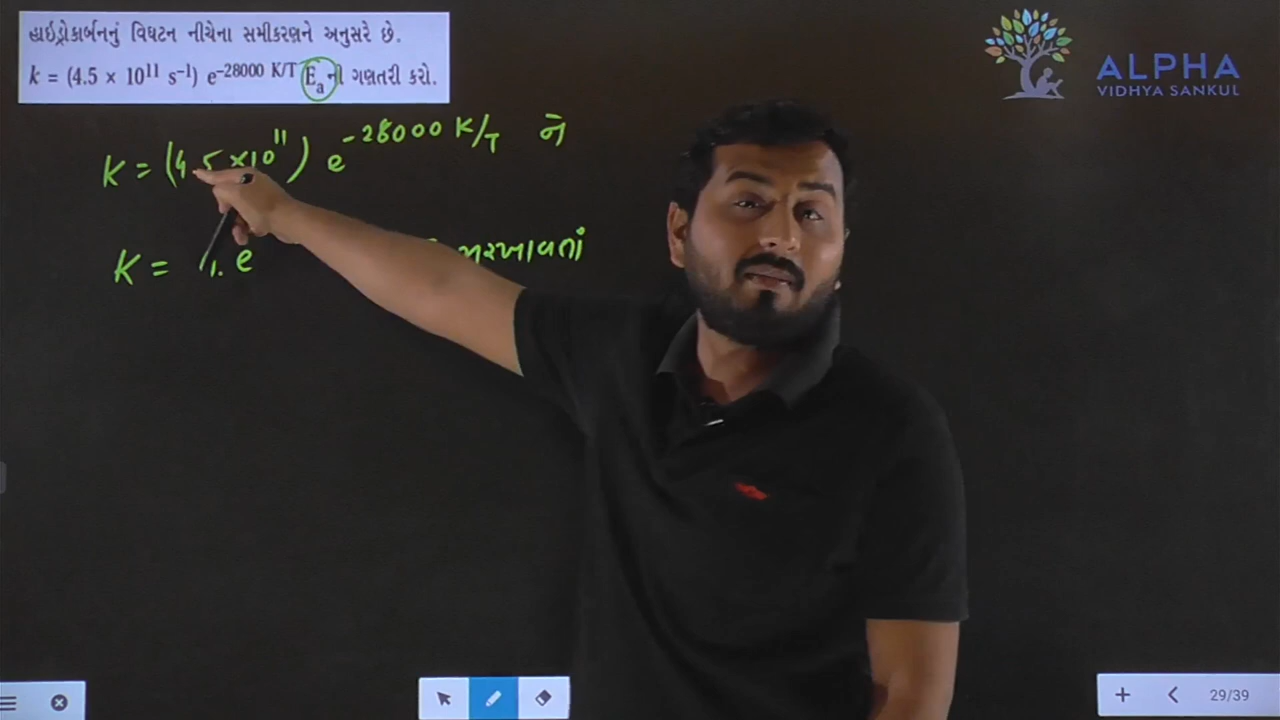 હાઇડ્રોકાર્બનનું વિઘટન નીચેના સમીકરણને અનુસરે છે.
k = (4.5 × 10¹¹ s⁻¹) e⁻²⁸⁰⁰⁰ ᴷ/ᵀ Eₐની ગણતરી કરો.
ALPHA
VIDHYA SANKUL
K = (4.5 × 10¹¹) e⁻²⁸⁰⁰⁰ ᴷ/ᵀ ને
K = . e સરખાવતાં
29/39